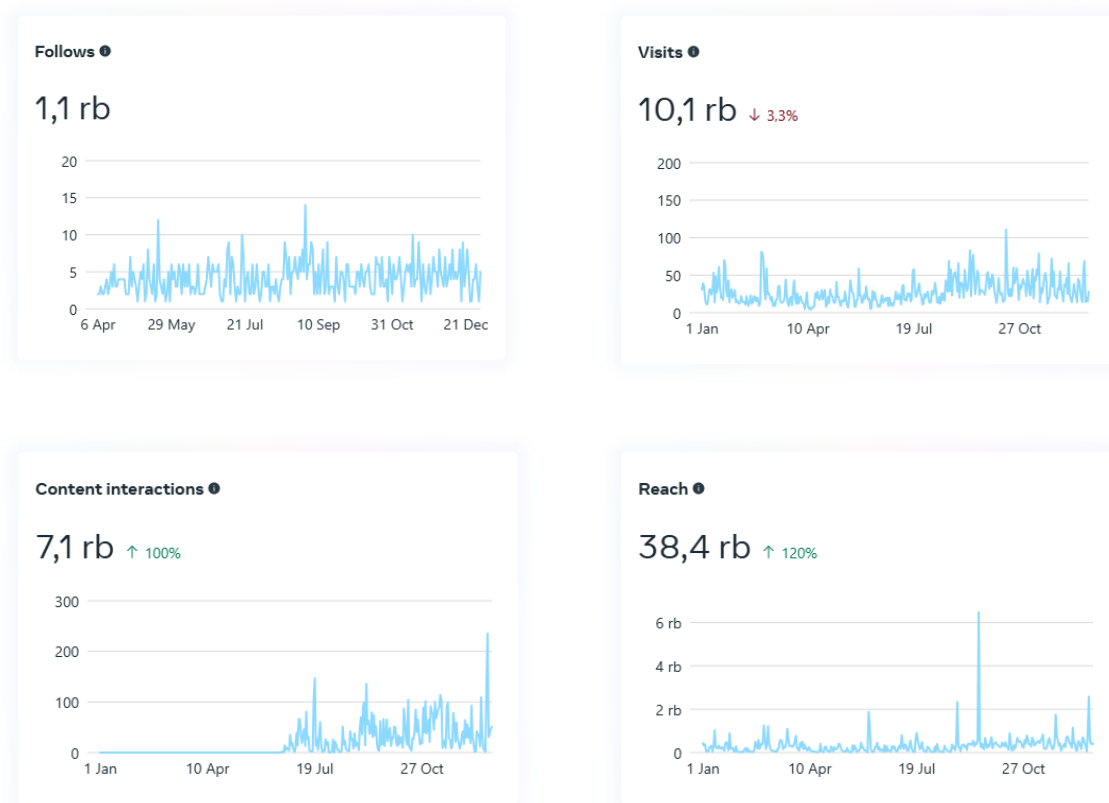 Follows
1,1 rb
20
15
10
5
0
6 Apr 29 May 21 Jul 10 Sep 31 Oct 21 Dec
Visits
10,1 rb ↓ 3,3%
200
150
100
50
0
1 Jan 10 Apr 19 Jul 27 Oct
Content interactions
7,1 rb ↑ 100%
300
200
100
0
1 Jan 10 Apr 19 Jul 27 Oct
Reach
38,4 rb ↑ 120%
6 rb
4 rb
2 rb
0
1 Jan 10 Apr 19 Jul 27 Oct